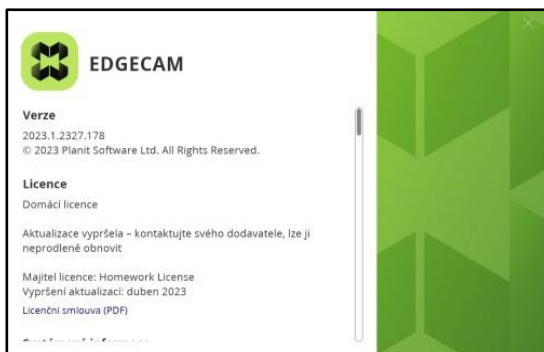 EDGECAM
Verze
2023.1.2327.178
© 2023 Planit Software Ltd. All Rights Reserved.
Licence
Domácí licence
Aktualizace vypršela – kontaktujte svého dodavatele, lze ji
neprodleně obnovit
Majitel licence: Homework License
Vypršení aktualizací: duben 2023
Licenční smlouva (PDF)